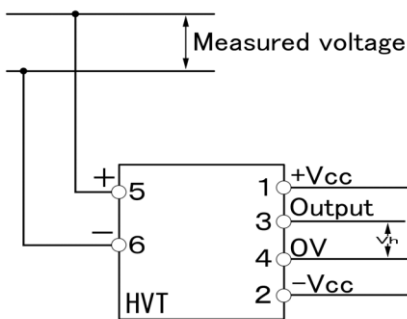 Measured voltage
+ 5
- 6
1 +Vcc
3 Output
Vh
4 0V
2 -Vcc
HVT